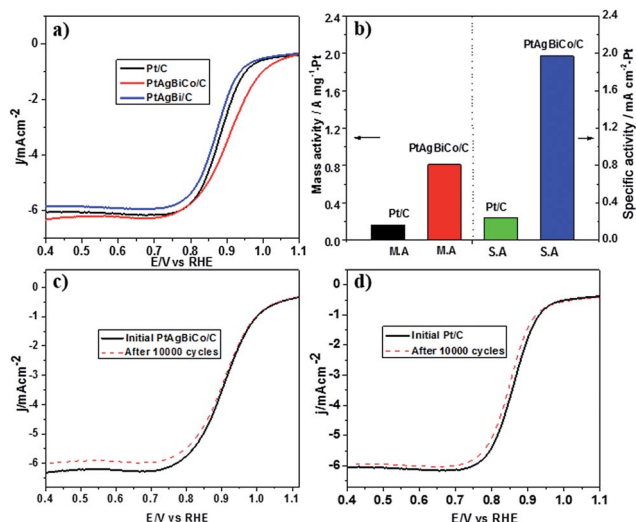 a)
0
-2
-4
-6
J/mAcm-2
Pt/C
PtAgBiCo/C
PtAgBi/C
0.4 0.5 0.6 0.7 0.8 0.9 1.0 1.1
E/V vs RHE
b)
2.0
1.6
1.2
0.8
0.4
0.0
Mass activity / A mg-1-Pt
Pt/C
PtAgBiCo/C
Pt/C
PtAgBiCo/C
M.A
M.A
S.A
S.A
2.4
2.0
1.6
1.2
0.8
0.4
0.0
Specific activity / mA cm-2-Pt
c)
0
-1
-2
-3
-4
-5
-6
J/mAcm-2
Initial PtAgBiCo/C
After 10000 cycles
0.4 0.5 0.6 0.7 0.8 0.9 1.0 1.1
E/V vs RHE
d)
0
-1
-2
-3
-4
-5
-6
j/mAcm-2
Initial Pt/C
After 10000 cycles
0.4 0.5 0.6 0.7 0.8 0.9 1.0 1.1
E/V vs RHE